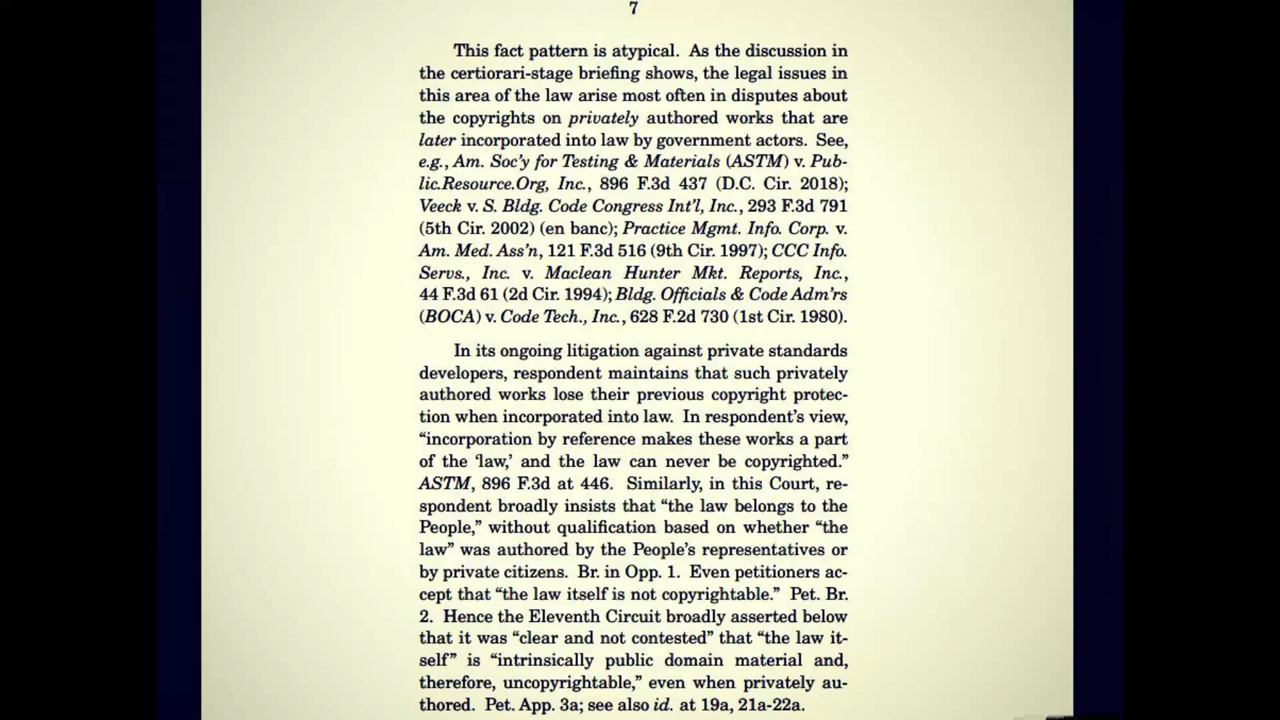 7
This fact pattern is atypical. As the discussion in
the certiorari-stage briefing shows, the legal issues in
this area of the law arise most often in disputes about
the copyrights on privately authored works that are
later incorporated into law by government actors. See,
e.g., Am. Soc'y for Testing & Materials (ASTM) v. Pub-
lic.Resource.Org, Inc., 896 F.3d 437 (D.C. Cir. 2018);
Veeck v. S. Bldg. Code Congress Int'l, Inc., 293 F.3d 791
(5th Cir. 2002) (en banc); Practice Mgmt. Info. Corp. v.
Am. Med. Ass'n, 121 F.3d 516 (9th Cir. 1997); CCC Info.
Servs., Inc. v. Maclean Hunter Mkt. Reports, Inc.,
44 F.3d 61 (2d Cir. 1994); Bldg. Officials & Code Adm'rs
(BOCA) v. Code Tech., Inc., 628 F.2d 730 (1st Cir. 1980).
In its ongoing litigation against private standards
developers, respondent maintains that such privately
authored works lose their previous copyright protec-
tion when incorporated into law. In respondent's view,
“incorporation by reference makes these works a part
of the ‘law,’ and the law can never be copyrighted.”
ASTM, 896 F.3d at 446. Similarly, in this Court, re-
spondent broadly insists that “the law belongs to the
People,” without qualification based on whether “the
law” was authored by the People's representatives or
by private citizens. Br. in Opp. 1. Even petitioners ac-
cept that “the law itself is not copyrightable.” Pet. Br.
2. Hence the Eleventh Circuit broadly asserted below
that it was “clear and not contested” that “the law it-
self” is “intrinsically public domain material and,
therefore, uncopyrightable,” even when privately au-
thored. Pet. App. 3a; see also id. at 19a, 21a-22a.